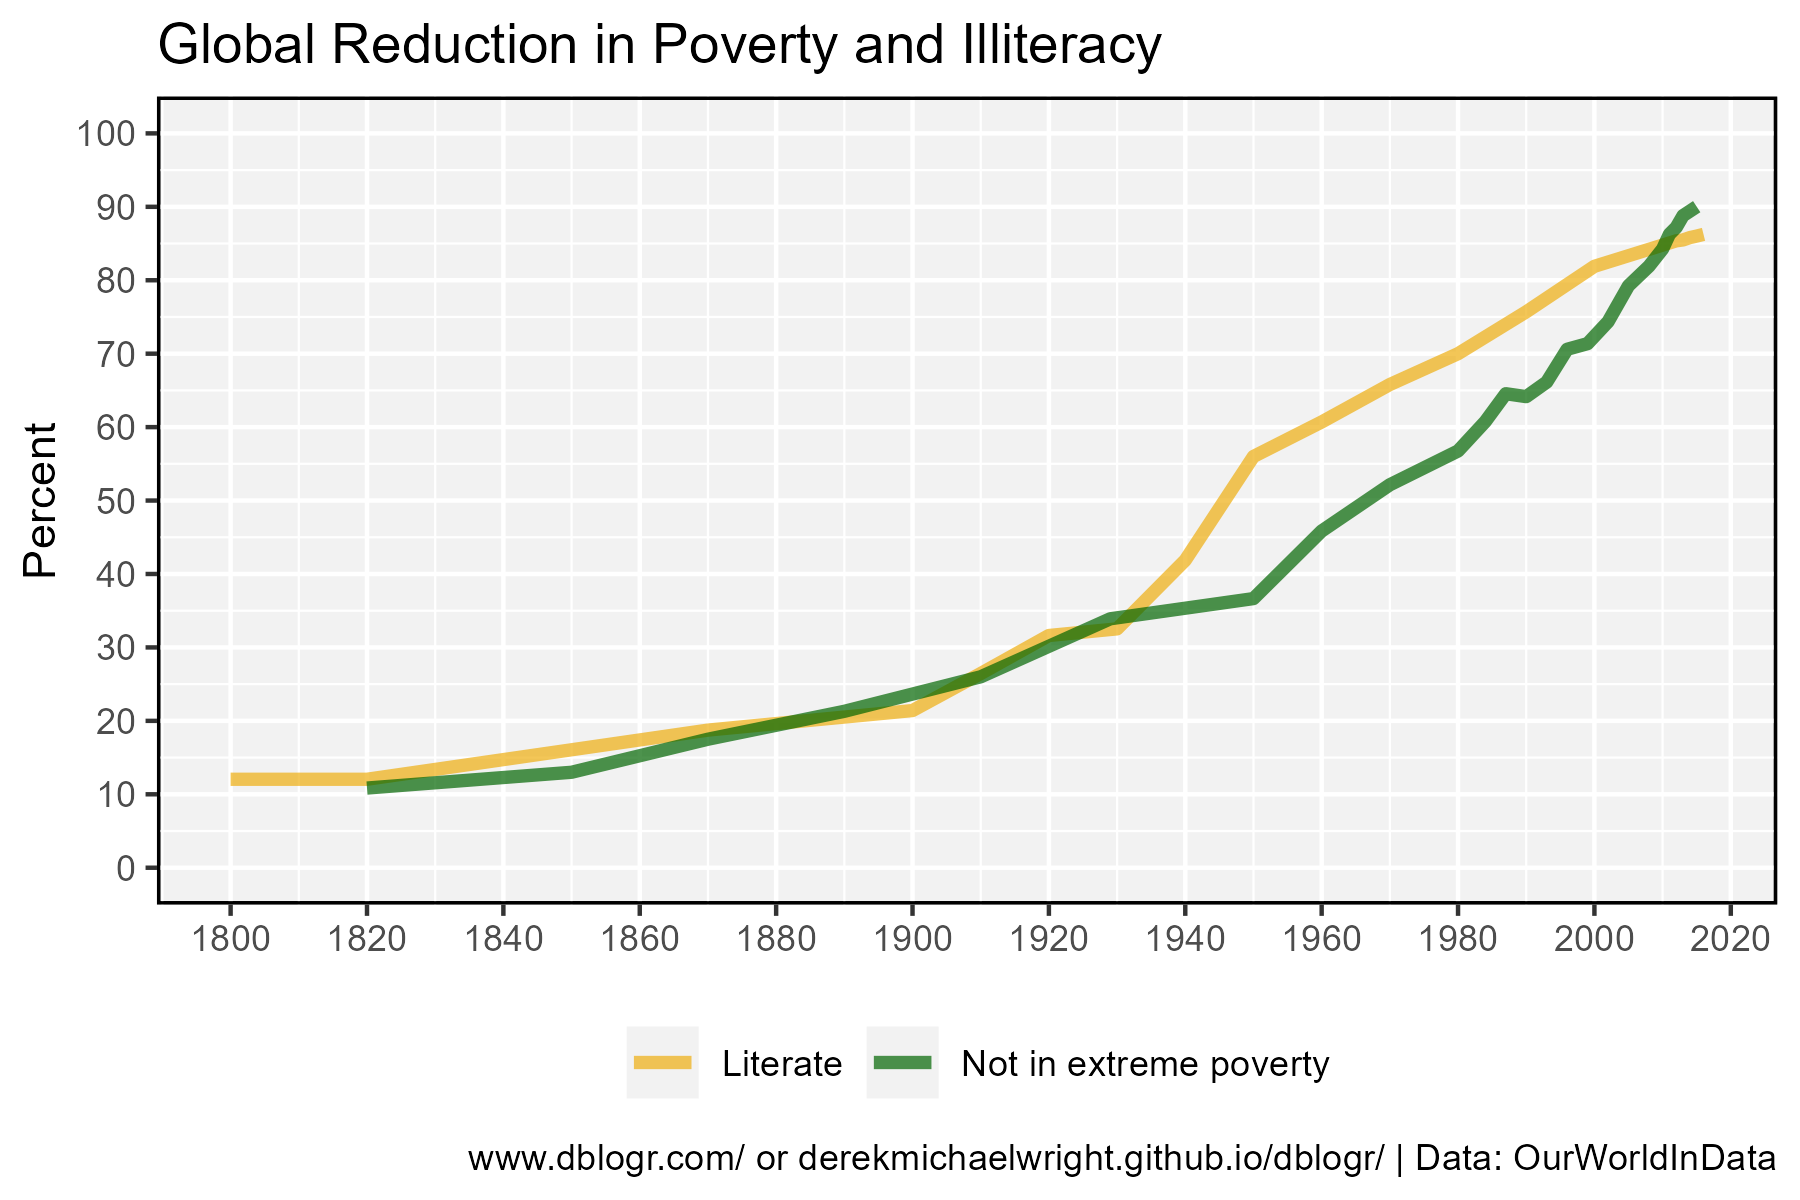 Global Reduction in Poverty and Illiteracy
Percent
100
90
80
70
60
50
40
30
20
10
0
1800 1820 1840 1860 1880 1900 1920 1940 1960 1980 2000 2020
Literate Not in extreme poverty
www.dblogr.com/ or derekmichaelwright.github.io/dblogr/ | Data: OurWorldInData